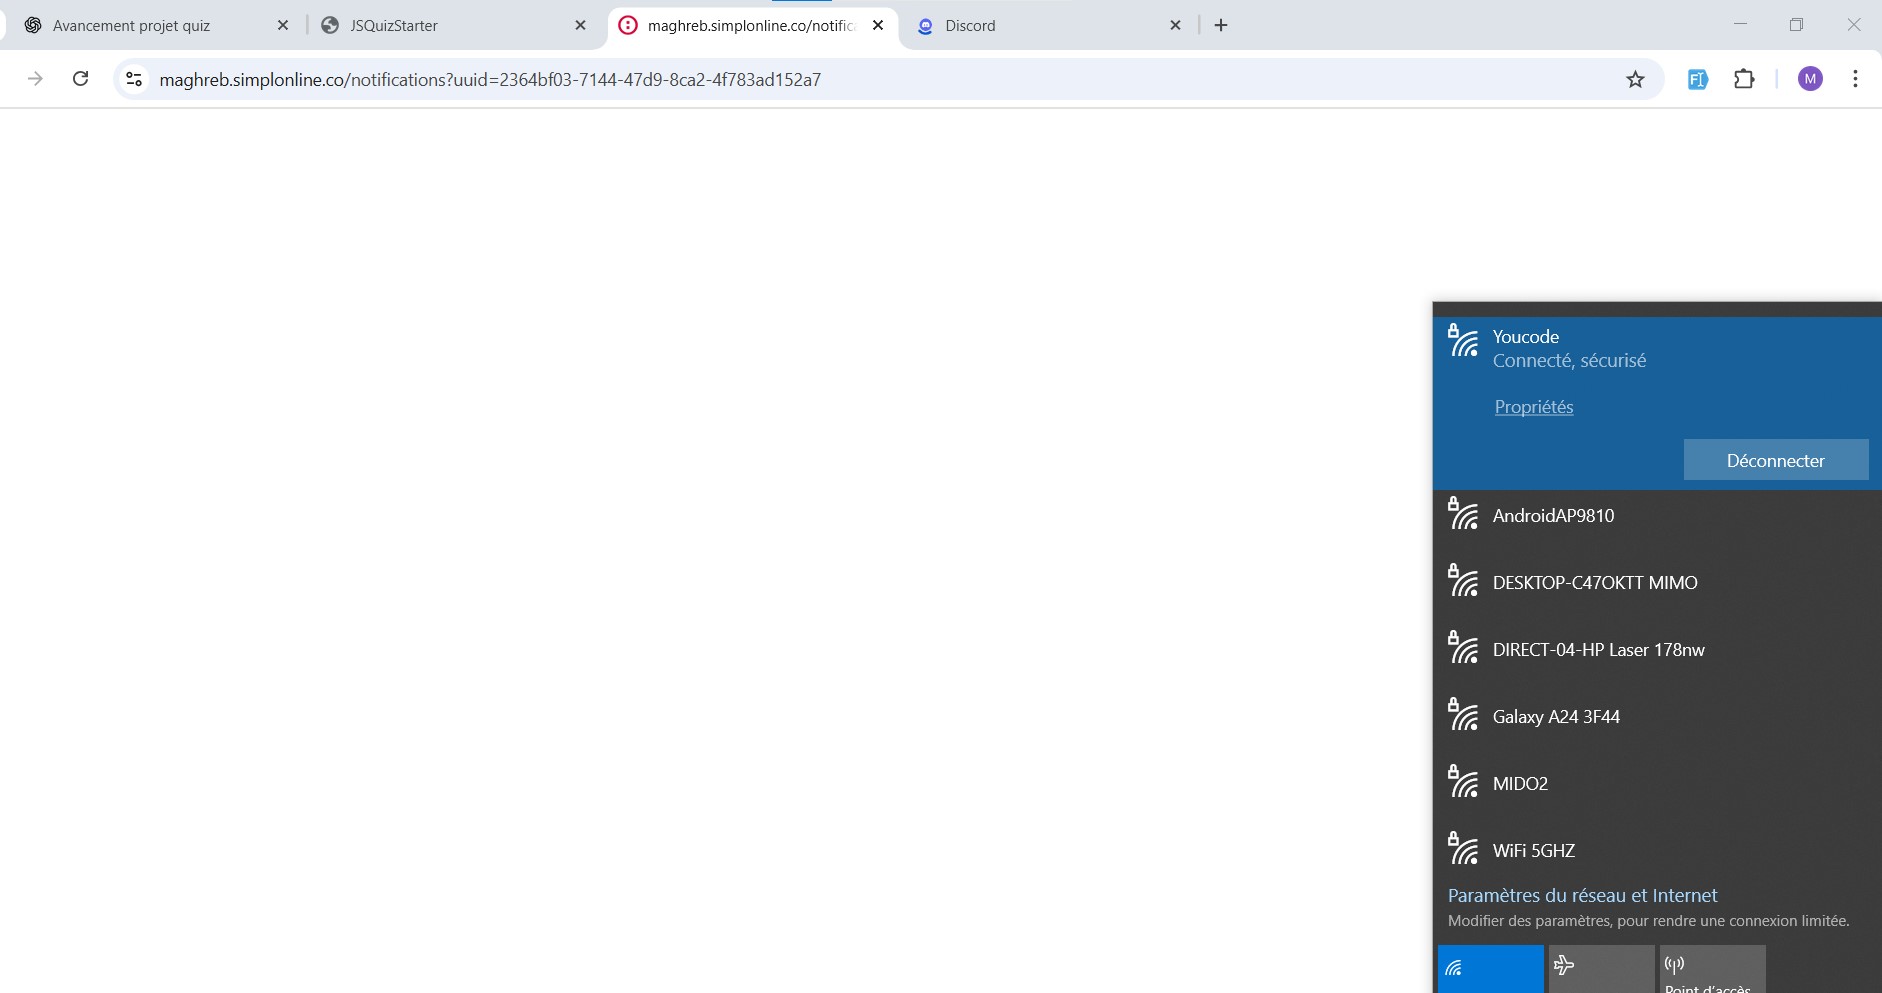 Avancement projet quiz
JSQuizStarter
maghreb.simplonline.co/notific
Discord
maghreb.simplonline.co/notifications?uuid=2364bf03-7144-47d9-8ca2-4f783ad152a7
M
Youcode
Connecté, sécurisé
Propriétés
Déconnecter
AndroidAP9810
DESKTOP-C47OKTT MIMO
DIRECT-04-HP Laser 178nw
Galaxy A24 3F44
MIDO2
WiFi 5GHZ
Paramètres du réseau et Internet
Modifier des paramètres, pour rendre une connexion limitée.
Point d'accès